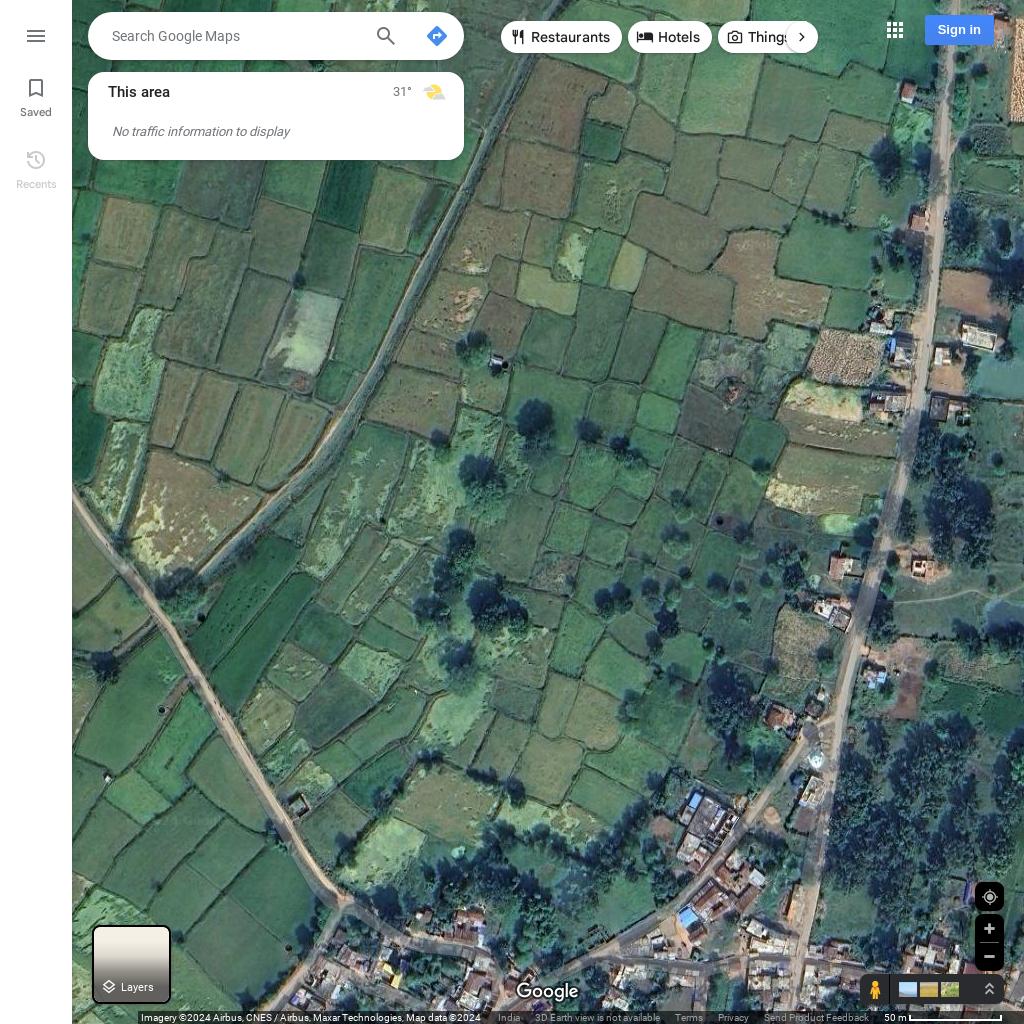 Search Google Maps
Restaurants
Hotels
Things
Sign in
Saved
This area
31°
No traffic information to display
Recents
Layers
Google
Imagery ©2024 Airbus, CNES / Airbus, Maxar Technologies, Map data ©2024
India
3D Earth view is not available
Terms
Privacy
Send Product Feedback
50 m